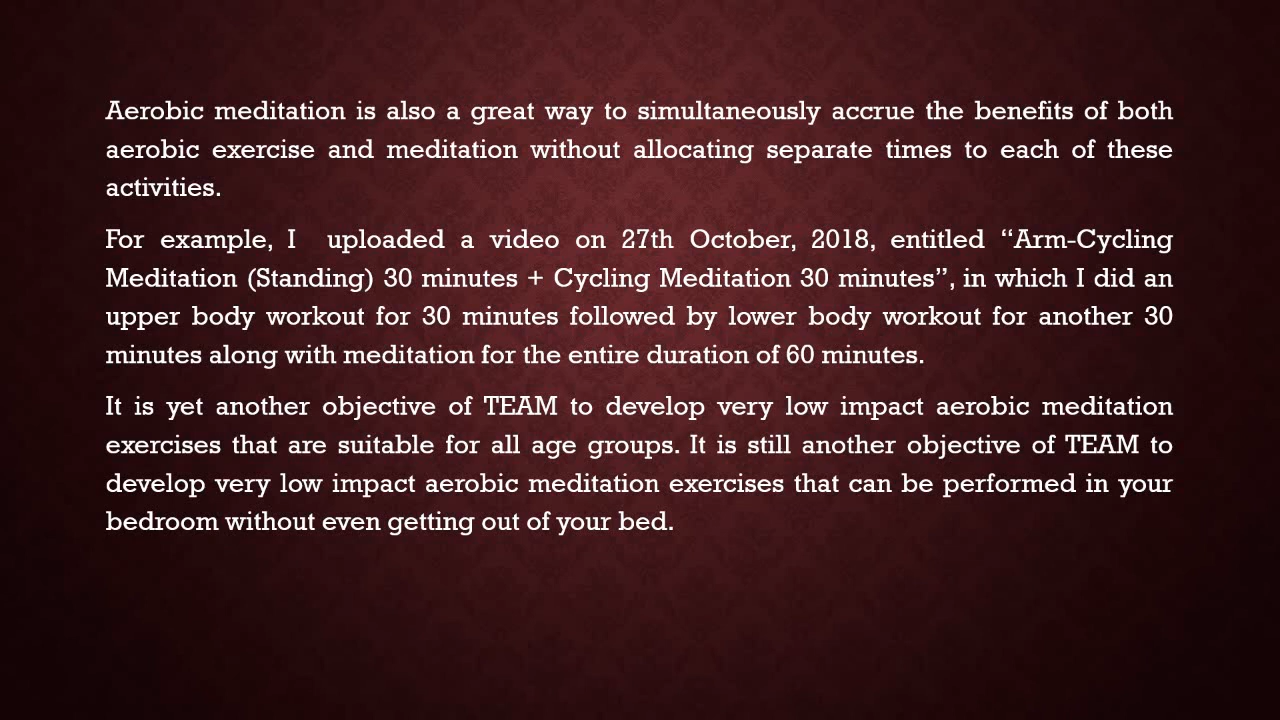 Aerobic meditation is also a great way to simultaneously accrue the benefits of both
aerobic exercise and meditation without allocating separate times to each of these
activities.
For example, I  uploaded a video on 27th October, 2018, entitled “Arm-Cycling
Meditation (Standing) 30 minutes + Cycling Meditation 30 minutes”, in which I did an
upper body workout for 30 minutes followed by lower body workout for another 30
minutes along with meditation for the entire duration of 60 minutes.
It is yet another objective of TEAM to develop very low impact aerobic meditation
exercises that are suitable for all age groups. It is still another objective of TEAM to
develop very low impact aerobic meditation exercises that can be performed in your
bedroom without even getting out of your bed.